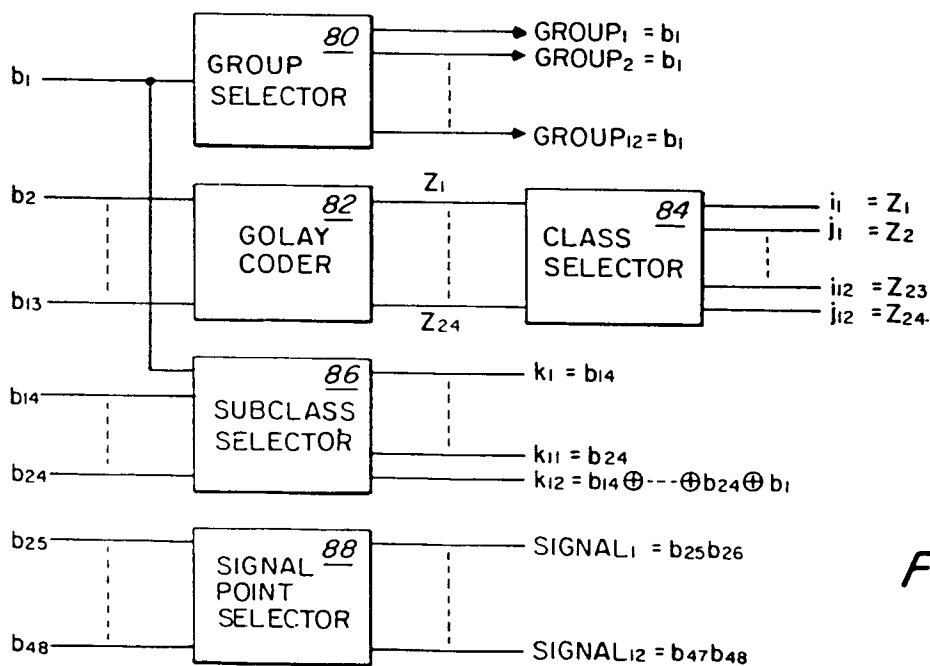 80
GROUP SELECTOR
b1
GROUP1 = b1
GROUP2 = b1
GROUP12 = b1
82
GOLAY CODER
b2
b13
Z1
Z24
84
CLASS SELECTOR
i1 = Z1
j1 = Z2
i12 = Z23
j12 = Z24
86
SUBCLASS SELECTOR
b14
b24
k1 = b14
k11 = b24
k12 = b14 ⊕---⊕ b24 ⊕ b1
88
SIGNAL POINT SELECTOR
b25
b48
SIGNAL1 = b25b26
SIGNAL12 = b47b48
F